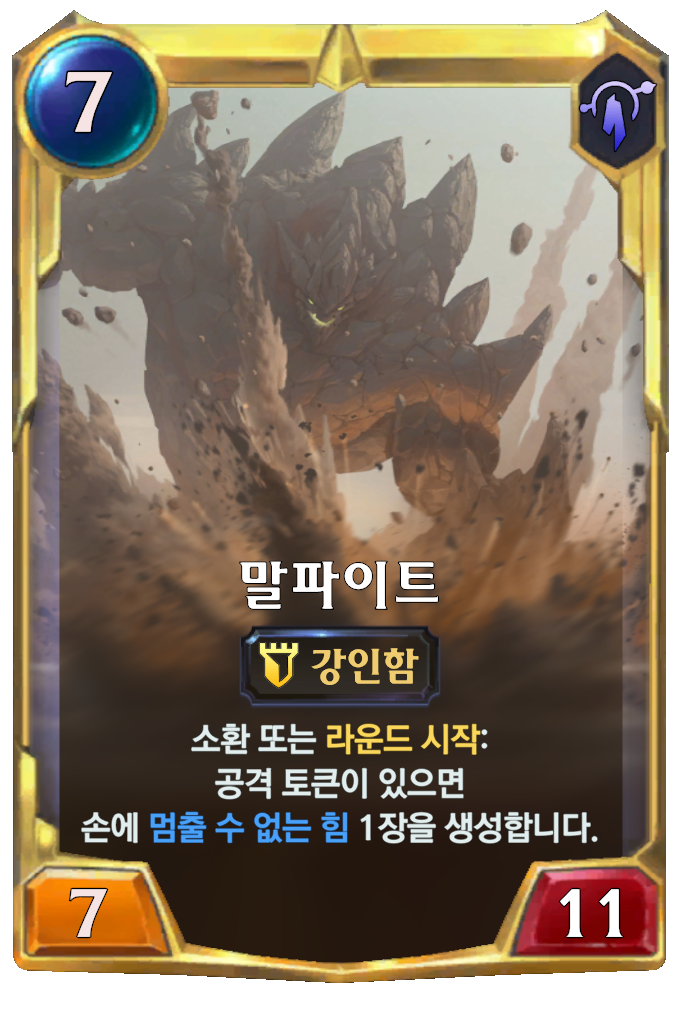 7
말파이트
강인함
소환 또는 라운드 시작:
공격 토큰이 있으면
손에 멈출 수 없는 힘 1장을 생성합니다.
7
11